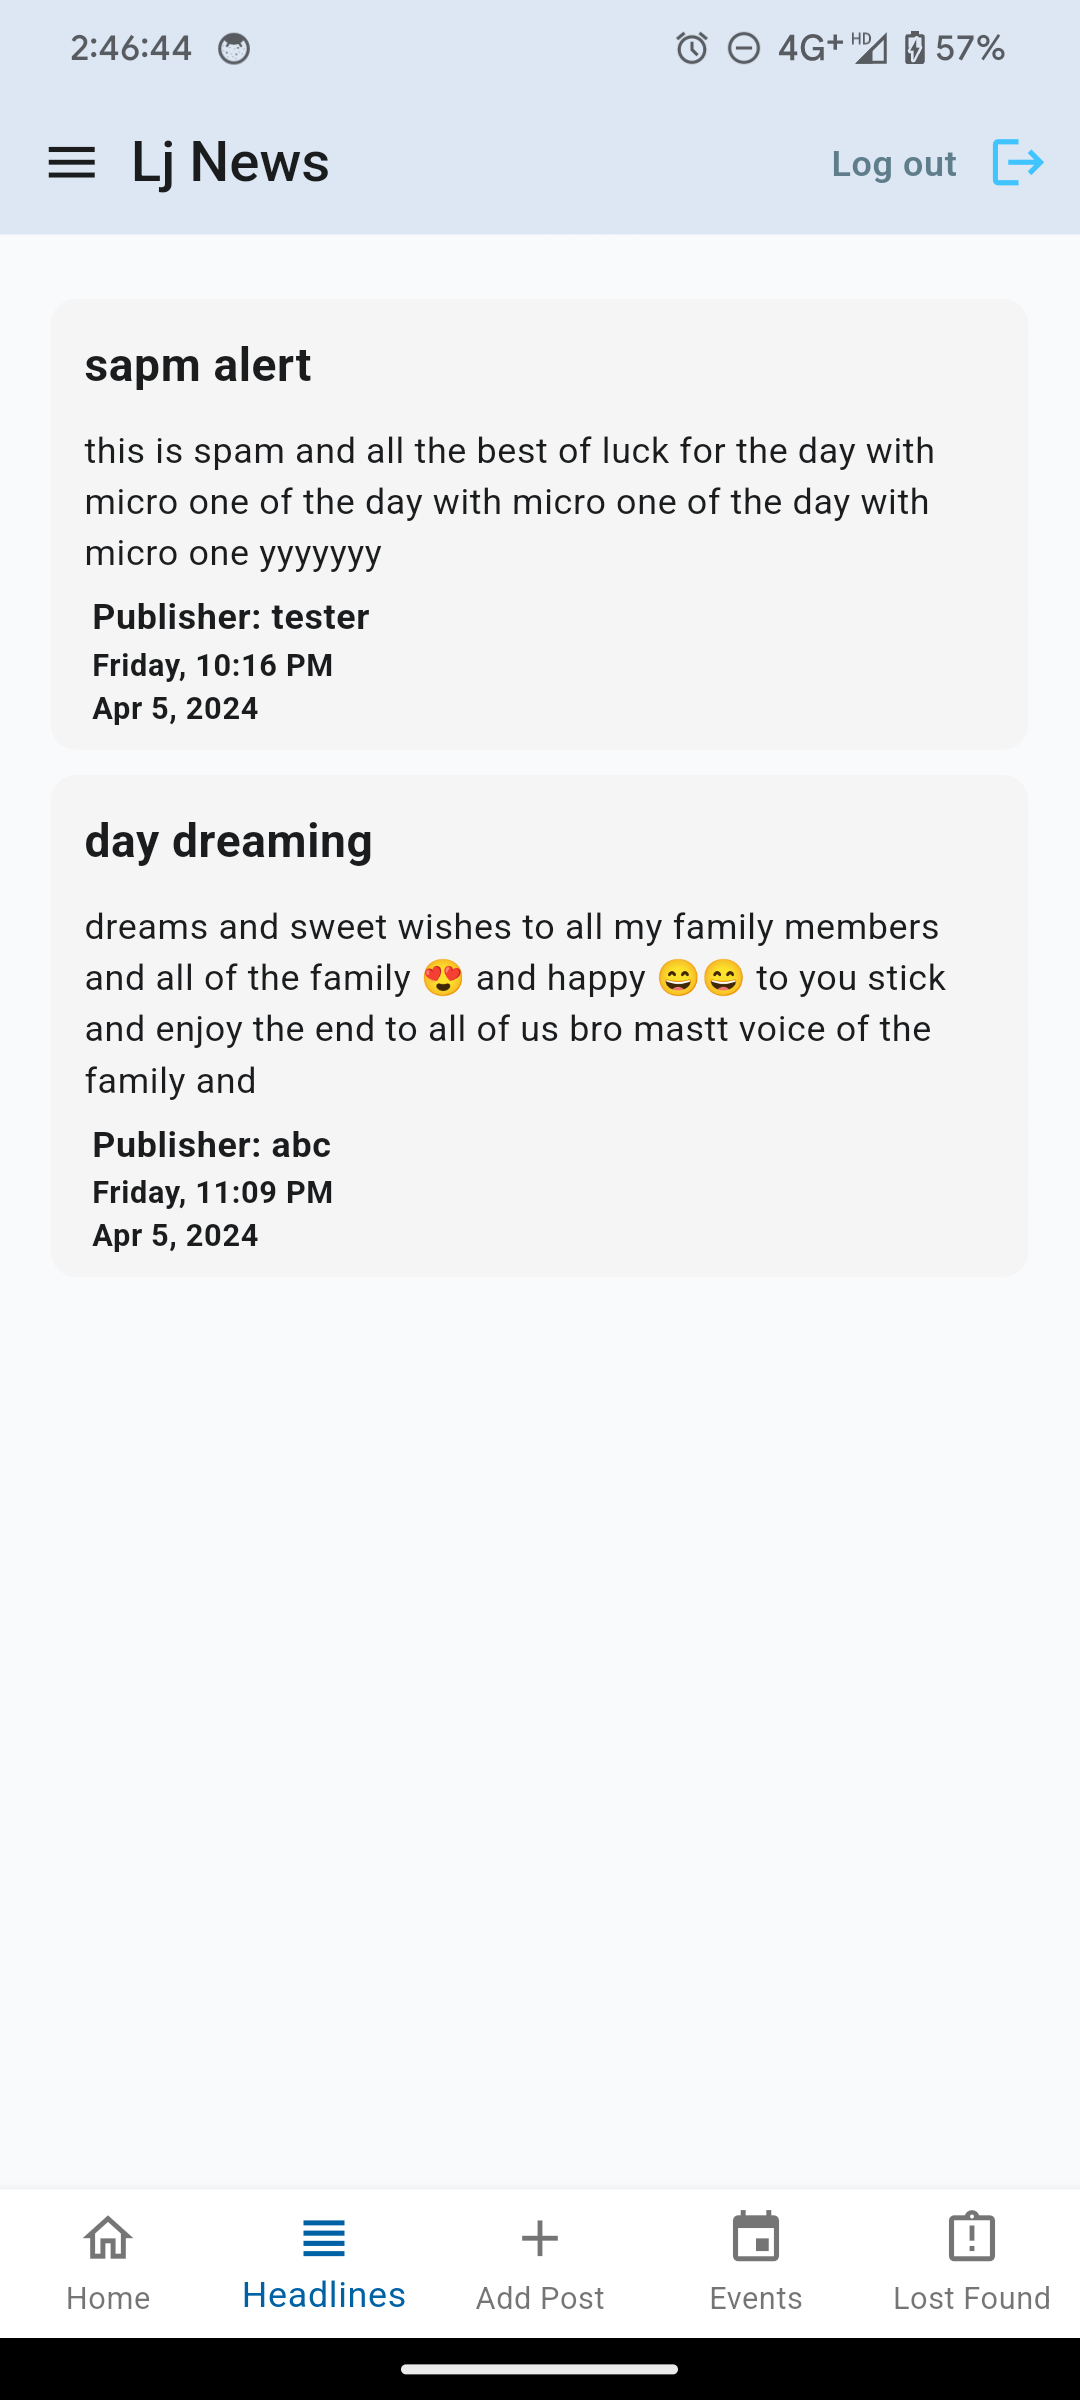 2:46:44 4G+ HD 57%
Lj News Log out
sapm alert
this is spam and all the best of luck for the day with
micro one of the day with micro one of the day with
micro one yyyyyyy
Publisher: tester
Friday, 10:16 PM
Apr 5, 2024
day dreaming
dreams and sweet wishes to all my family members
and all of the family 😍 and happy 😄😄 to you stick
and enjoy the end to all of us bro mastt voice of the
family and
Publisher: abc
Friday, 11:09 PM
Apr 5, 2024
Home Headlines Add Post Events Lost Found